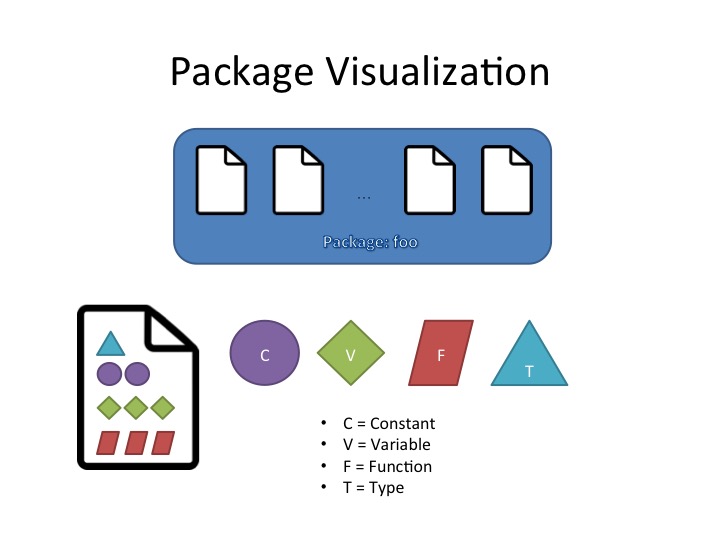 Package Visualization
...
Package: foo
C V F T
• C = Constant
• V = Variable
• F = Function
• T = Type